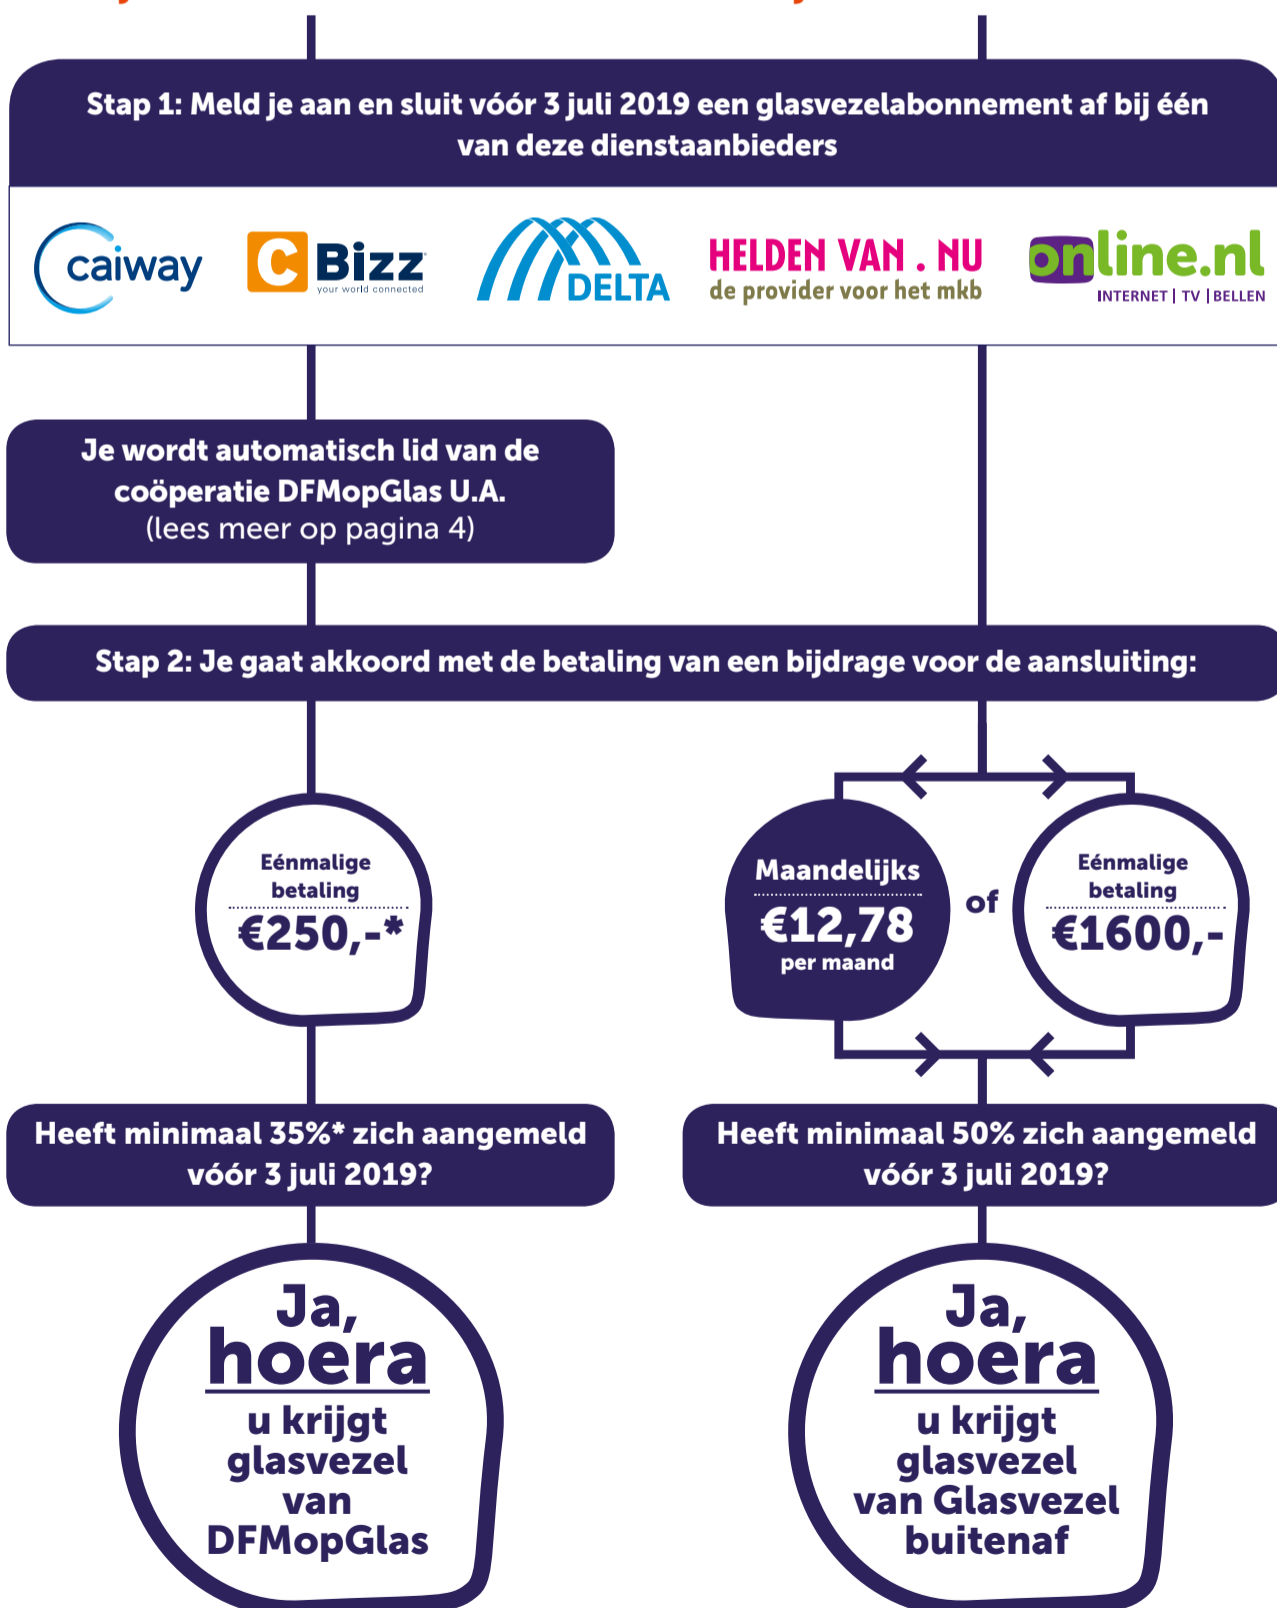 Stap 1: Meld je aan en sluit vóór 3 juli 2019 een glasvezelabonnement af bij één
van deze dienstaanbieders
caiway
C Bizz
your world connected
DELTA
HELDEN VAN . NU
de provider voor het mkb
online.nl
INTERNET | TV | BELLEN
Je wordt automatisch lid van de
coöperatie DFMopGlas U.A.
(lees meer op pagina 4)
Stap 2: Je gaat akkoord met de betaling van een bijdrage voor de aansluiting:
Eénmalige
betaling
€250,-*
Maandelijks
€12,78
per maand
of
Eénmalige
betaling
€1600,-
Heeft minimaal 35%* zich aangemeld
vóór 3 juli 2019?
Heeft minimaal 50% zich aangemeld
vóór 3 juli 2019?
Ja,
hoera
u krijgt
glasvezel
van
DFMopGlas
Ja,
hoera
u krijgt
glasvezel
van Glasvezel
buitenaf